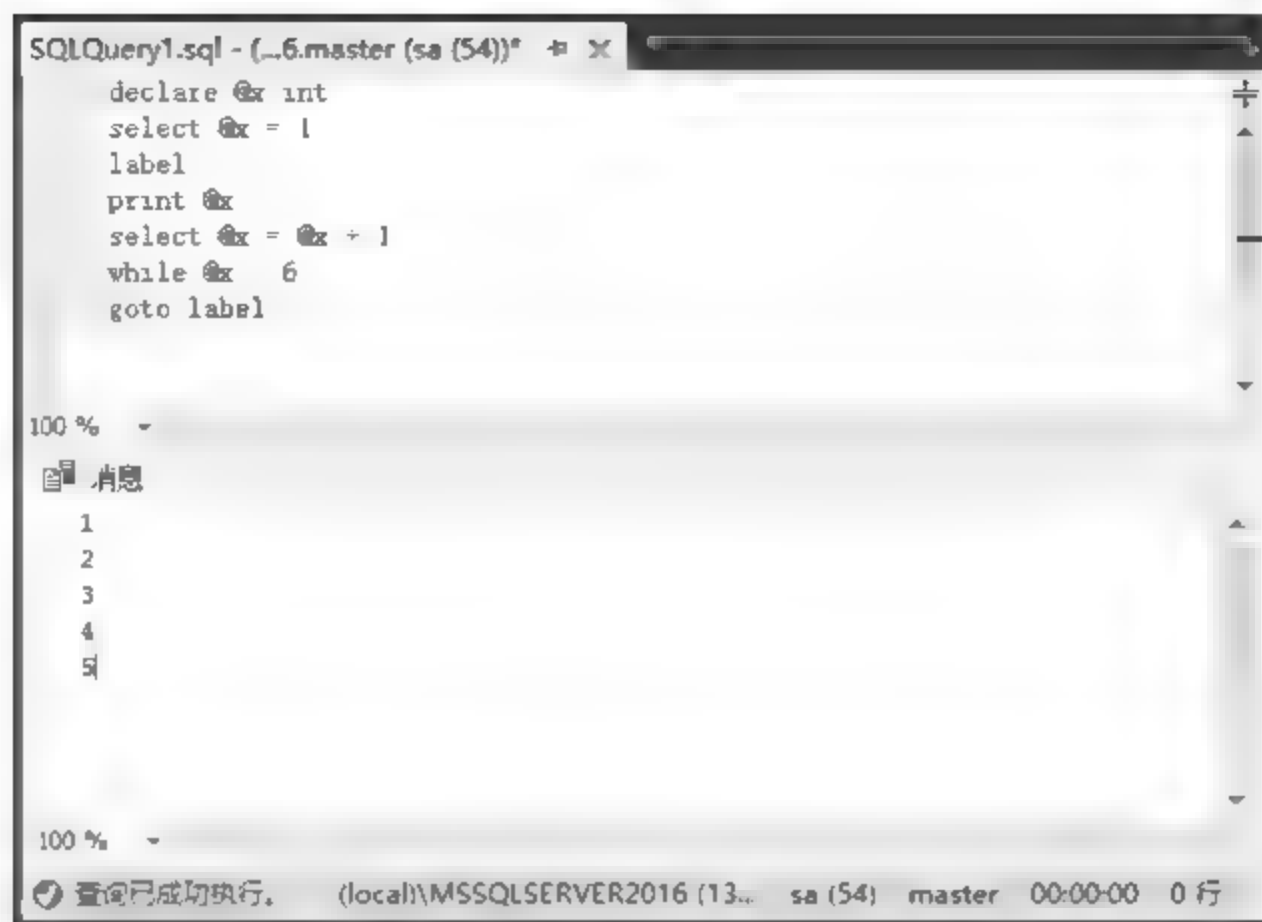 SQLQuery1.sql - (...6.master (sa (54))*
declare @x int
select @x = 1
label
print @x
select @x = @x + 1
while @x 6
goto label
100 %
消息
1
2
3
4
5
100 %
查询已成功执行。 (local)\MSSQLSERVER2016 (13... sa (54) master 00:00:00 0 行